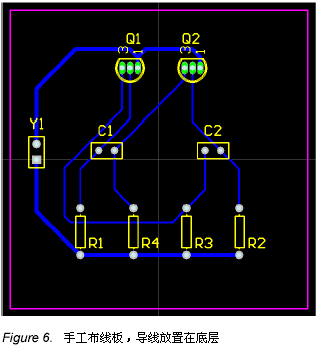 Q1 Q2
3 1 3 1
Y1
C1 C2
R1 R4 R3 R2
Figure 6. 手工布线板，导线放置在底层